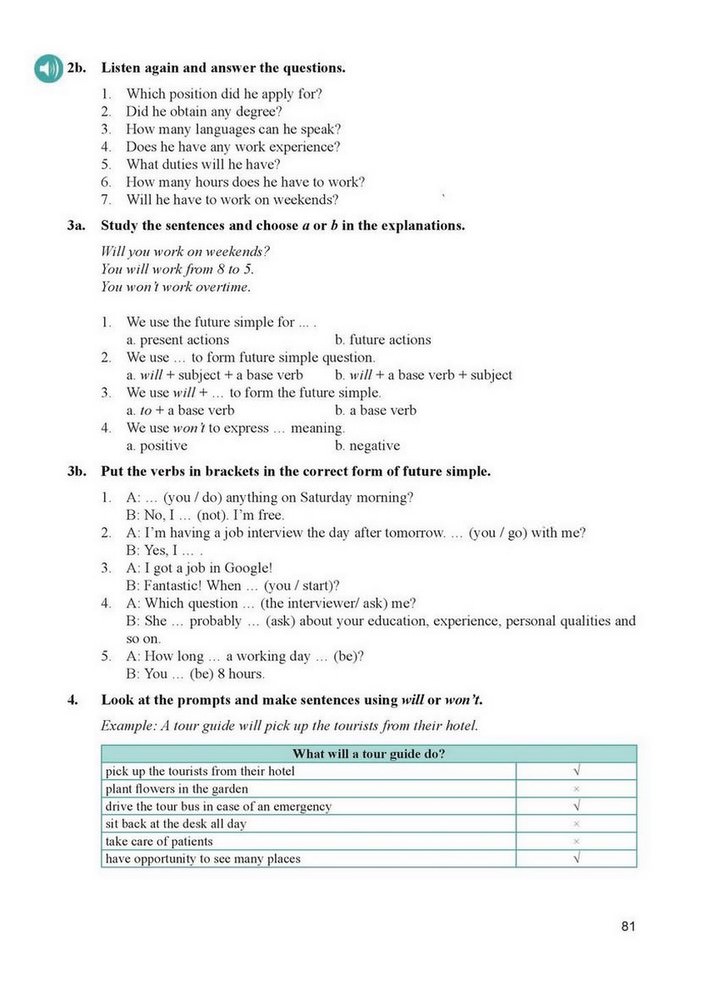 2b. Listen again and answer the questions.
1. Which position did he apply for?
2. Did he obtain any degree?
3. How many languages can he speak?
4. Does he have any work experience?
5. What duties will he have?
6. How many hours does he have to work?
7. Will he have to work on weekends?
3a. Study the sentences and choose a or b in the explanations.
Will you work on weekends?
You will work from 8 to 5.
You won't work overtime.
1. We use the future simple for ... .
a. present actions b. future actions
2. We use … to form future simple question.
a. will + subject + a base verb b. will + a base verb + subject
3. We use will + … to form the future simple.
a. to + a base verb b. a base verb
4. We use won't to express … meaning.
a. positive b. negative
3b. Put the verbs in brackets in the correct form of future simple.
1. A: … (you / do) anything on Saturday morning?
B: No, I … (not). I'm free.
2. A: I'm having a job interview the day after tomorrow. … (you / go) with me?
B: Yes, I … .
3. A: I got a job in Google!
B: Fantastic! When … (you / start)?
4. A: Which question … (the interviewer/ ask) me?
B: She … probably … (ask) about your education, experience, personal qualities and
so on.
5. A: How long … a working day … (be)?
B: You … (be) 8 hours.
4. Look at the prompts and make sentences using will or won't.
Example: A tour guide will pick up the tourists from their hotel.
What will a tour guide do?
pick up the tourists from their hotel √
plant flowers in the garden ×
drive the tour bus in case of an emergency √
sit back at the desk all day ×
take care of patients ×
have opportunity to see many places √
81